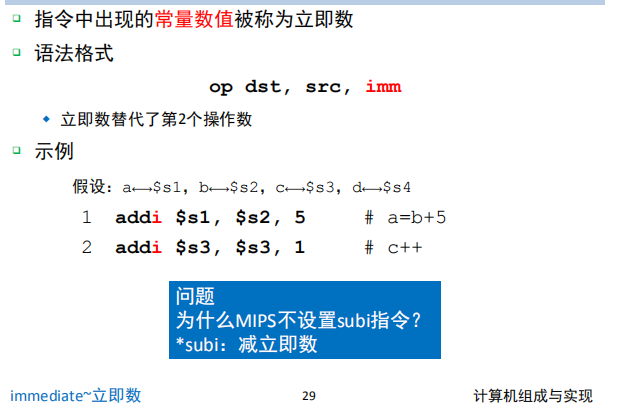 指令中出现的常量数值被称为立即数
语法格式
op dst, src, imm
立即数替代了第2个操作数
示例
假设：a⟷$s1，b⟷$s2，c⟷$s3，d⟷$s4
1 addi $s1, $s2, 5 # a=b+5
2 addi $s3, $s3, 1 # c++
问题
为什么MIPS不设置subi指令？
*subi：减立即数
immediate~立即数 29 计算机组成与实现